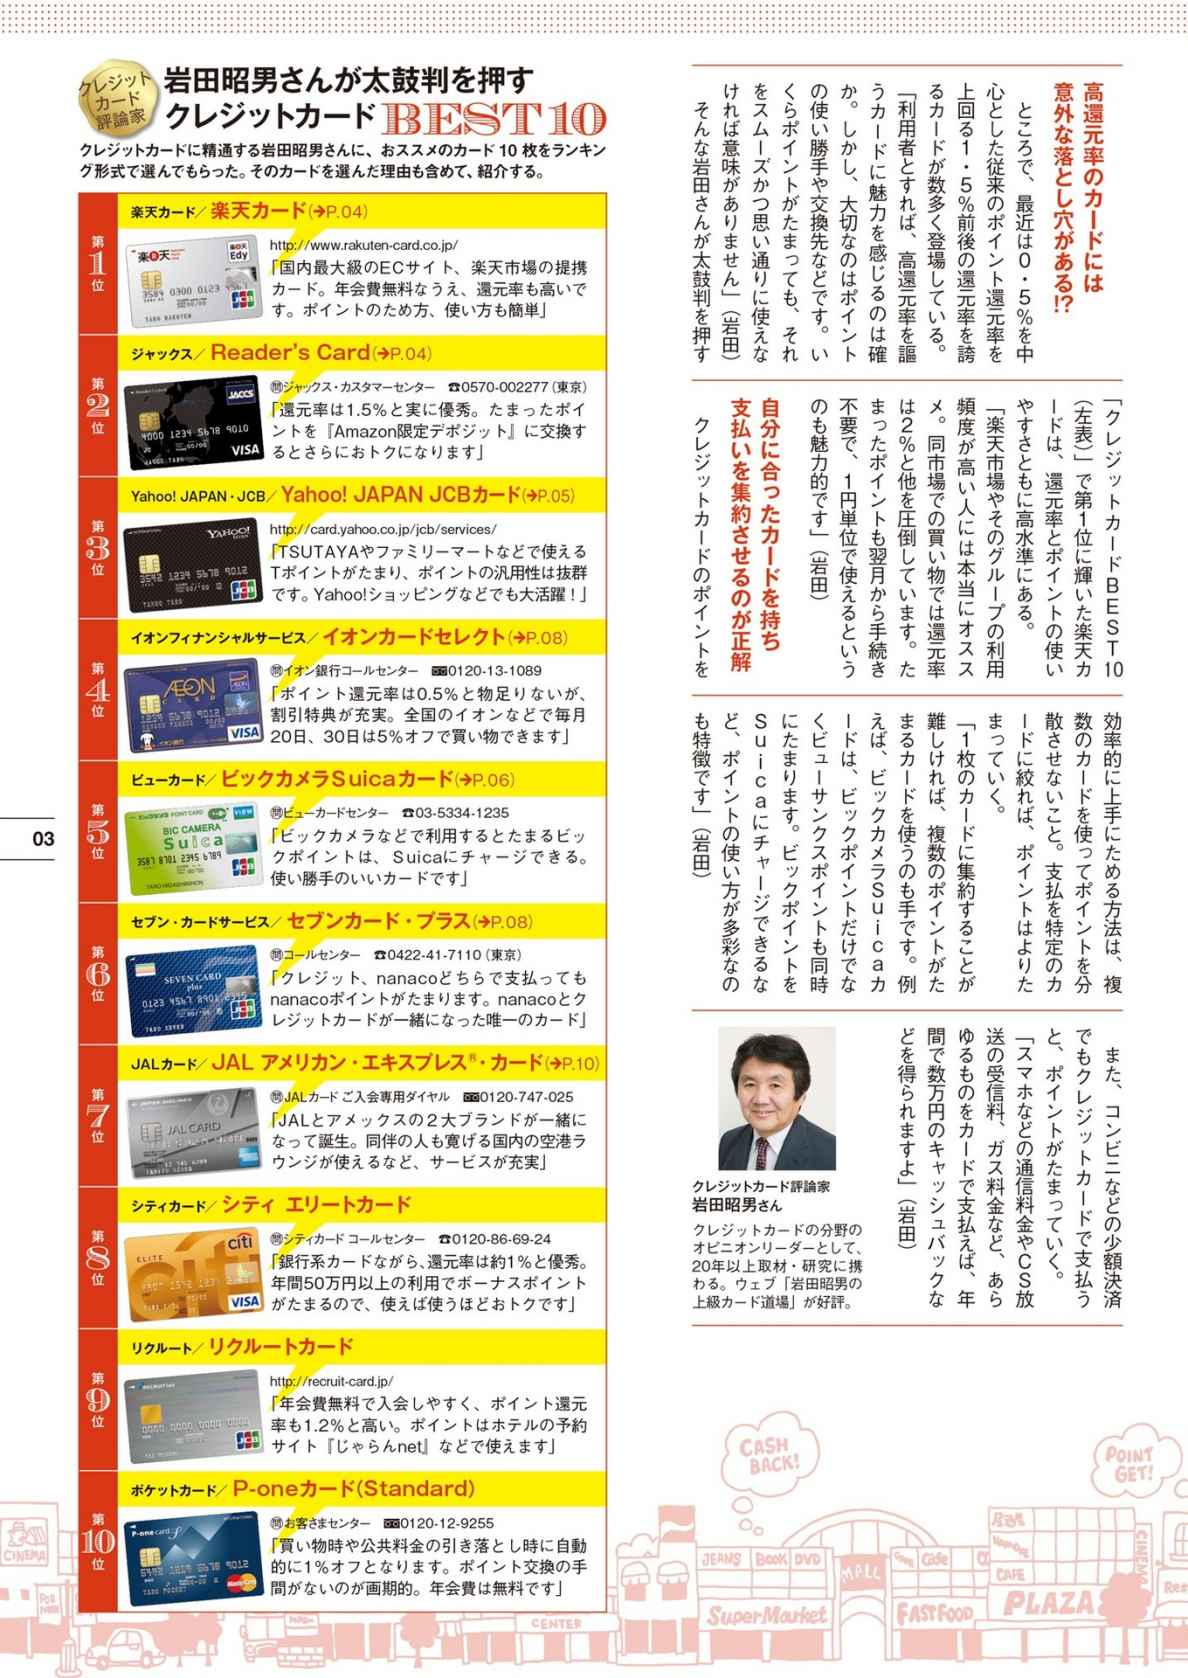 クレジット
カード
評論家
岩田昭男さんが太鼓判を押す
クレジットカード BEST 10
クレジットカードに精通する岩田昭男さんに、おススメのカード10枚をランキン
グ形式で選んでもらった。そのカードを選んだ理由も含めて、紹介する。
第1位
楽天カード／楽天カード(➔P.04)
http://www.rakuten-card.co.jp/
「国内最大級のECサイト、楽天市場の提携
カード。年会費無料なうえ、還元率も高いで
す。ポイントのため方、使い方も簡単」
第2位
ジャックス／Reader's Card(➔P.04)
㉄ジャックス・カスタマーセンター ☎0570-002277（東京）
「還元率は1.5％と実に優秀。たまったポイ
ントを『Amazon限定デポジット』に交換す
るとさらにおトクになります」
第3位
Yahoo! JAPAN・JCB／Yahoo! JAPAN JCBカード(➔P.05)
http://card.yahoo.co.jp/jcb/services/
「TSUTAYAやファミリーマートなどで使える
Tポイントがたまり、ポイントの汎用性は抜群
です。Yahoo!ショッピングなどでも大活躍！」
第4位
イオンフィナンシャルサービス／イオンカードセレクト(➔P.08)
㉄イオン銀行コールセンター 0120-13-1089
「ポイント還元率は0.5％と物足りないが、
割引特典が充実。全国のイオンなどで毎月
20日、30日は5％オフで買い物できます」
第5位
ビューカード／ビックカメラSuicaカード(➔P.06)
㉄ビューカードセンター ☎03-5334-1235
「ビックカメラなどで利用するとたまるビッ
クポイントは、Suicaにチャージできる。
使い勝手のいいカードです」
第6位
セブン・カードサービス／セブンカード・プラス(➔P.08)
㉄コールセンター ☎0422-41-7110（東京）
「クレジット、nanacoどちらで支払っても
nanacoポイントがたまります。nanacoとク
レジットカードが一緒になった唯一のカード」
第7位
JALカード／JAL アメリカン・エキスプレス®・カード(➔P.10)
㉄JALカード ご入会専用ダイヤル 0120-747-025
「JALとアメックスの２大ブランドが一緒に
なって誕生。同伴の人も寛げる国内の空港ラ
ウンジが使えるなど、サービスが充実」
第8位
シティカード／シティ エリートカード
㉄シティカード コールセンター ☎0120-86-69-24
「銀行系カードながら、還元率は約1％と優秀。
年間50万円以上の利用でボーナスポイント
がたまるので、使えば使うほどおトクです」
第9位
リクルート／リクルートカード
http://recruit-card.jp/
「年会費無料で入会しやすく、ポイント還元
率も1.2％と高い。ポイントはホテルの予約
サイト『じゃらんnet』などで使えます」
第10位
ポケットカード／P-oneカード(Standard)
㉄お客さまセンター 0120-12-9255
「買い物時や公共料金の引き落とし時に自動
的に1％オフとなります。ポイント交換の手
間がないのが画期的。年会費は無料です」
03
高還元率のカードには
意外な落とし穴がある!?
ところで、最近は0・5％を中
心とした従来のポイント還元率を
上回る1・5％前後の還元率を誇
るカードが数多く登場している。
「利用者とすれば、高還元率を謳
うカードに魅力を感じるのは確
か。しかし、大切なのはポイント
の使い勝手や交換先などです。い
くらポイントがたまっても、それ
をスムーズかつ思い通りに使えな
ければ意味がありません」（岩田）
そんな岩田さんが太鼓判を押す
「クレジットカードBEST10
（左表）」で第1位に輝いた楽天カ
ードは、還元率とポイントの使い
やすさともに高水準にある。
「楽天市場やそのグループの利用
頻度が高い人には本当にオスス
メ。同市場での買い物では還元率
は2％と他を圧倒しています。た
まったポイントも翌月から手続き
不要で、1円単位で使えるという
のも魅力的です」（岩田）
自分に合ったカードを持ち
支払いを集約させるのが正解
クレジットカードのポイントを
効率的に上手にためる方法は、複
数のカードを使ってポイントを分
散させないこと。支払を特定のカ
ードに絞れば、ポイントはよりた
まっていく。
「1枚のカードに集約することが
難しければ、複数のポイントがた
まるカードを使うのも手です。例
えば、ビックカメラSuicaカ
ードは、ビックポイントだけでな
くビューサンクスポイントも同時
にたまります。ビックポイントを
Suicaにチャージできるな
ど、ポイントの使い方が多彩なの
も特徴です」（岩田）
また、コンビニなどの少額決済
でもクレジットカードで支払う
と、ポイントがたまっていく。
「スマホなどの通信料金やCS放
送の受信料、ガス料金など、あら
ゆるものをカードで支払えば、年
間で数万円のキャッシュバックな
どを得られますよ」（岩田）
クレジットカード評論家
岩田昭男さん
クレジットカードの分野の
オピニオンリーダーとして、
20年以上取材・研究に携
わる。ウェブ「岩田昭男の
上級カード道場」が好評。
CASH
BACK!
POINT
GET!
CINEMA
CENTER
JEANS BOOK DVD
SuperMarket
MALL
Cafe
FASTFOOD
CAFE
PLAZA
CINEMA